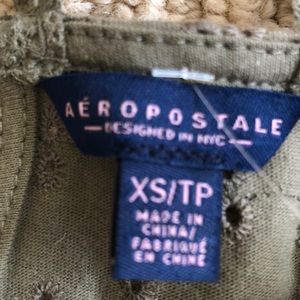 AÉROPOSTALE
DESIGNED IN NYC
XS/TP
MADE IN
CHINA/
FABRIQUÉ
EN CHINE